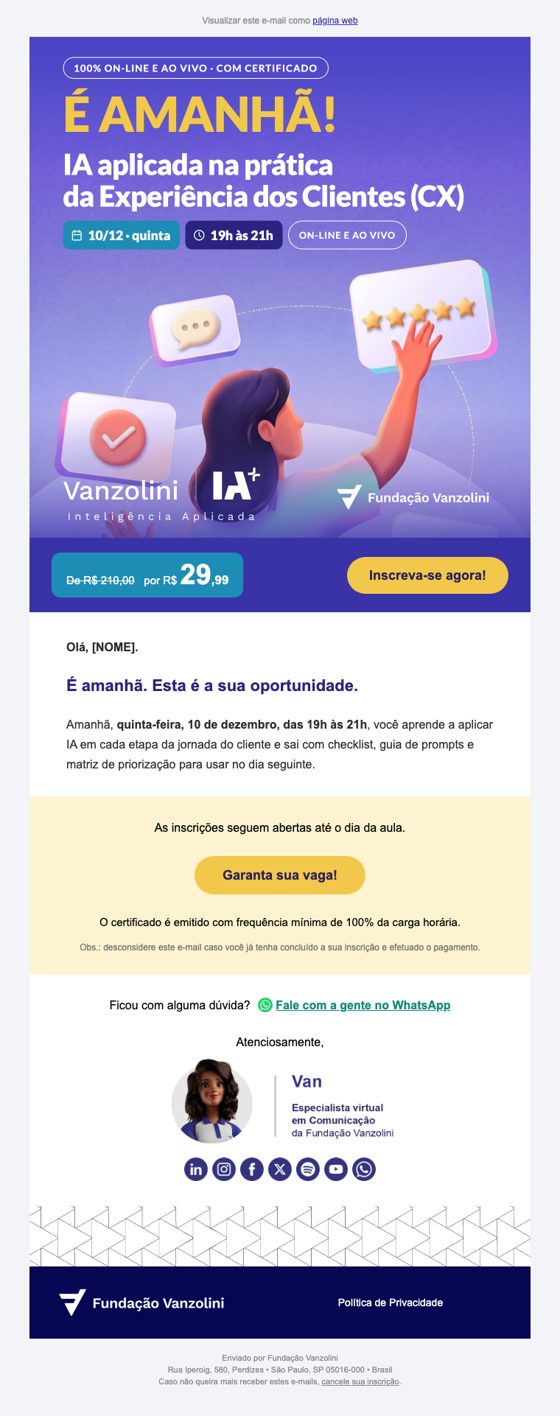 Visualizar este e-mail como página web
100% ON-LINE E AO VIVO · COM CERTIFICADO
É AMANHÃ!
IA aplicada na prática
da Experiência dos Clientes (CX)
10/12 · quinta
19h às 21h
ON-LINE E AO VIVO
Vanzolini IA+
Inteligência Aplicada
Fundação Vanzolini
De R$ 210,00 por R$ 29,99
Inscreva-se agora!
Olá, [NOME].
É amanhã. Esta é a sua oportunidade.
Amanhã, quinta-feira, 10 de dezembro, das 19h às 21h, você aprende a aplicar
IA em cada etapa da jornada do cliente e sai com checklist, guia de prompts e
matriz de priorização para usar no dia seguinte.
As inscrições seguem abertas até o dia da aula.
Garanta sua vaga!
O certificado é emitido com frequência mínima de 100% da carga horária.
Obs.: desconsidere este e-mail caso você já tenha concluído a sua inscrição e efetuado o pagamento.
Ficou com alguma dúvida? Fale com a gente no WhatsApp
Atenciosamente,
Van
Especialista virtual
em Comunicação
da Fundação Vanzolini
Fundação Vanzolini
Política de Privacidade
Enviado por Fundação Vanzolini
Rua Iperoig, 580, Perdizes • São Paulo, SP 05016-000 • Brasil
Caso não queira mais receber estes e-mails, cancele sua inscrição.